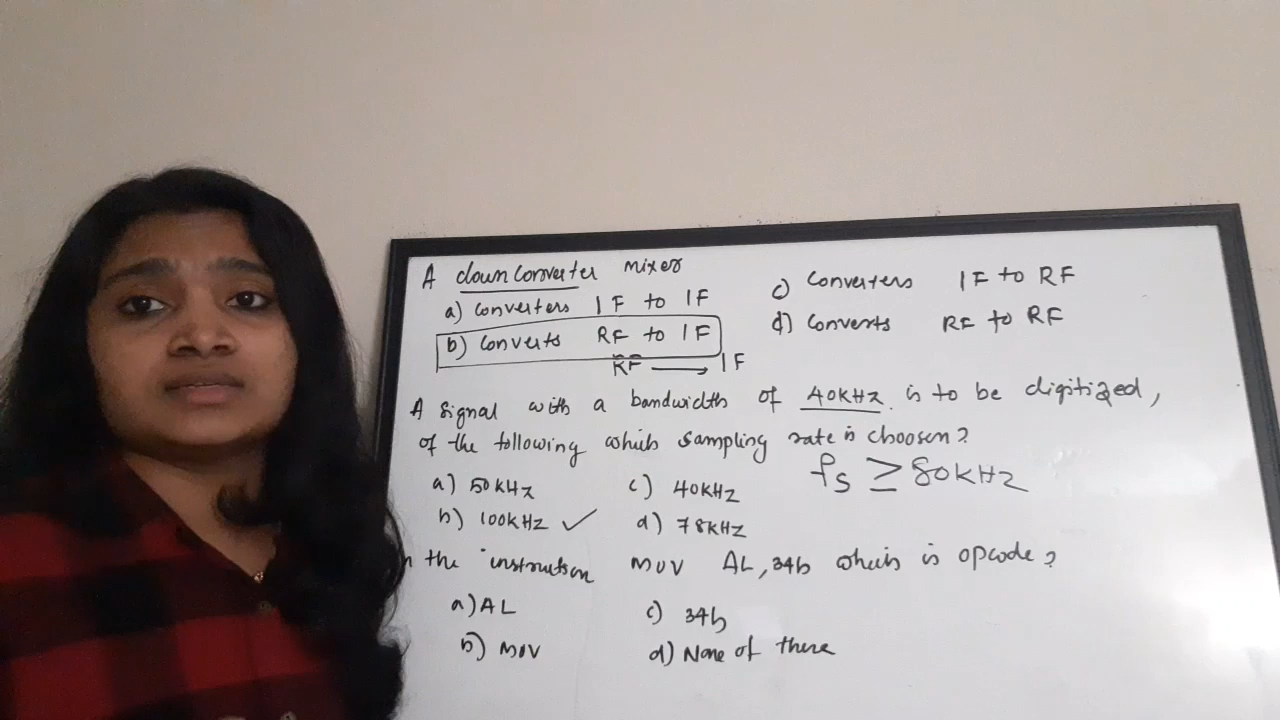 A down converter mixer
a) converters IF to IF
b) converts RF to IF
RF → IF
c) Converters IF to RF
d) Converts RF to RF
A signal with a bandwidth of 40KHz is to be digitized,
of the following which sampling rate is choosen?
a) 50KHz
b) 100KHz ✓
c) 40KHz
d) 78KHz
fs ≥ 80KHz
n the instruction MOV AL, 34h which is opcode?
a) AL
b) MOV
c) 34h
d) None of these